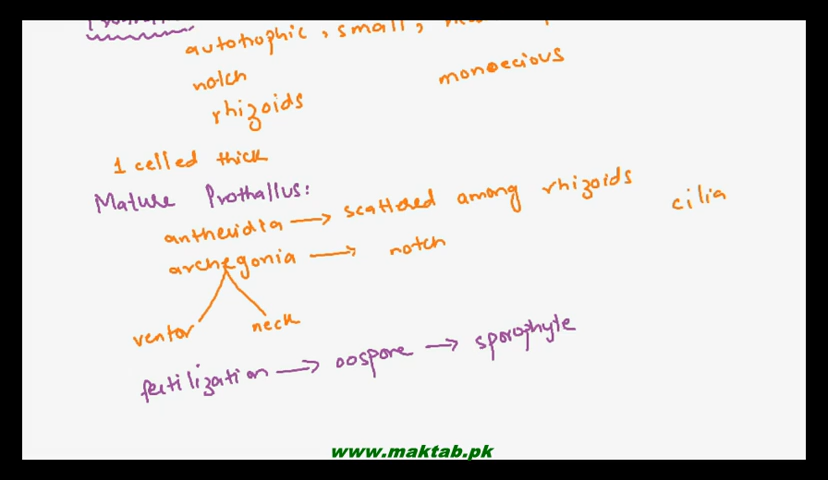 autotrophic, small,
notch monoecious
rhizoids
1 celled thick
Mature Prothallus:
antheridia → scattered among rhizoids
cilia
archegonia → notch
ventor neck
fertilization → oospore → sporophyte
www.maktab.pk